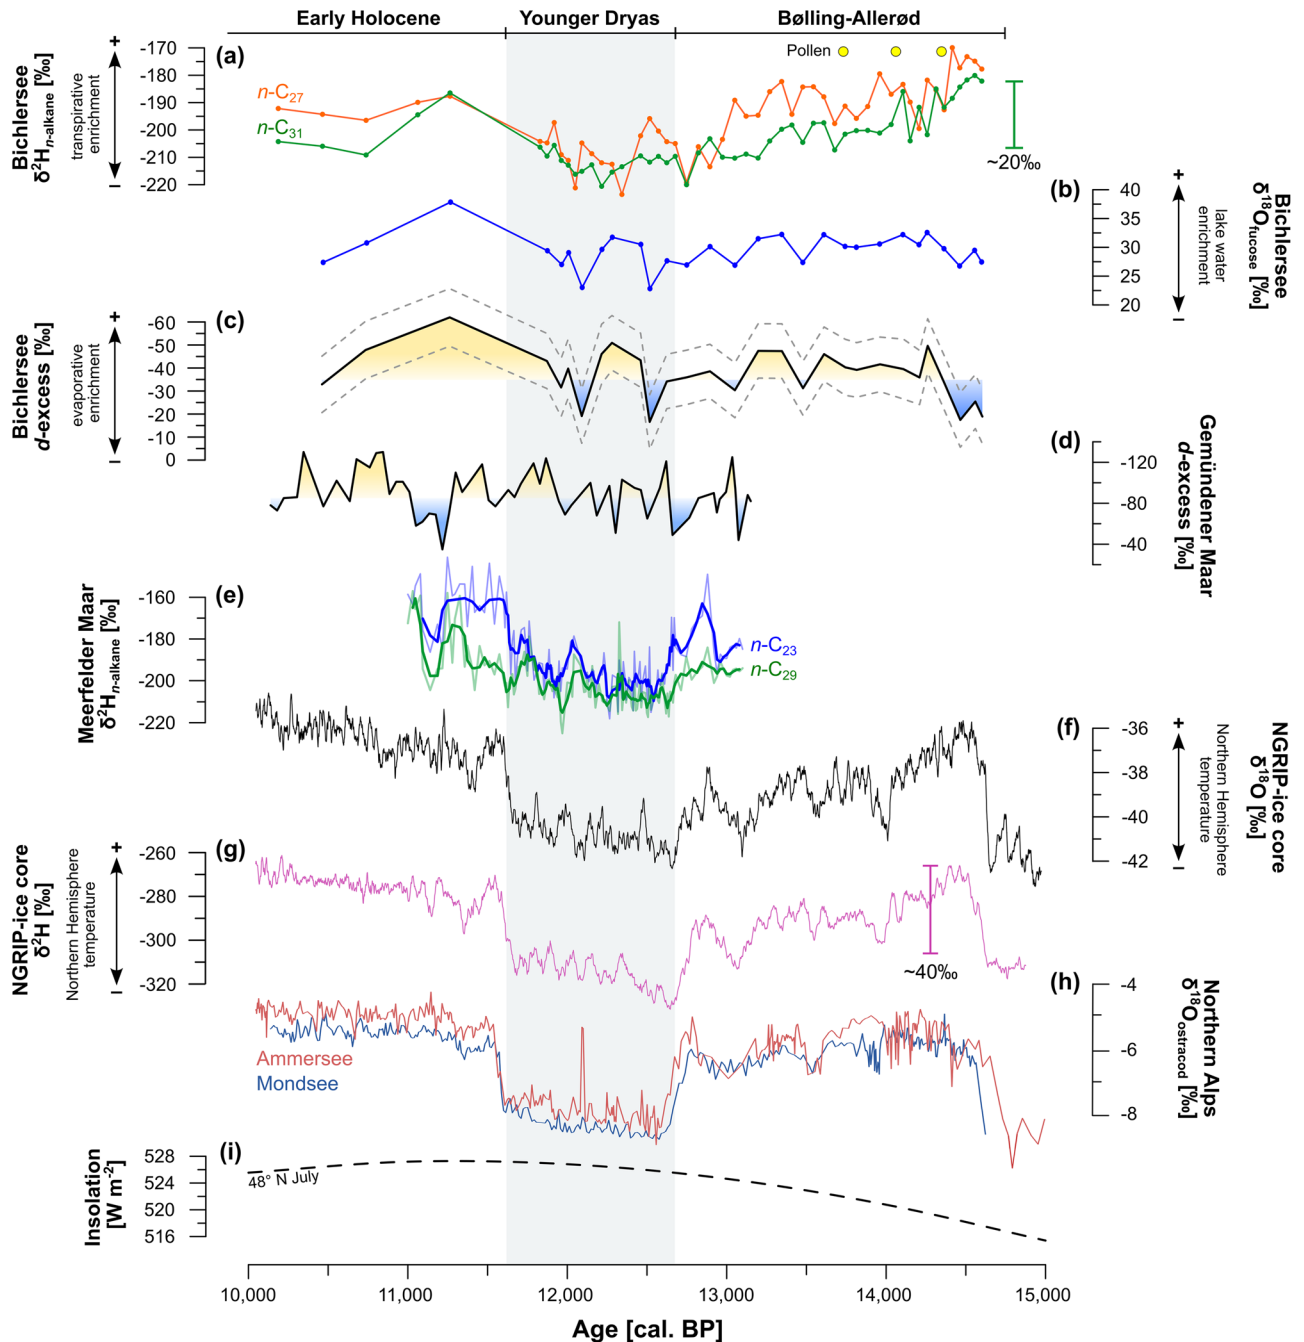 Early Holocene
Younger Dryas
Bølling-Allerød
(a)
Bichlersee
δ²Hn-alkane [‰]
transpirative
enrichment
+
–
-170
-180
-190
-200
-210
-220
n-C27
n-C31
Pollen
~20‰
(b)
40
35
30
25
20
+
–
lake water
enrichment
Bichlersee
δ¹⁸Ofucose [‰]
(c)
Bichlersee
d-excess [‰]
evaporative
enrichment
+
–
-60
-50
-40
-30
-20
-10
0
(d)
-120
-80
-40
Gemündener Maar
d-excess [‰]
(e)
Meerfelder Maar
δ²Hn-alkane [‰]
-160
-180
-200
-220
n-C23
n-C29
(f)
-36
-38
-40
-42
+
–
Northern Hemisphere
temperature
NGRIP-ice core
δ¹⁸O [‰]
(g)
NGRIP-ice core
δ²H [‰]
Northern Hemisphere
temperature
+
–
-260
-280
-300
-320
~40‰
(h)
-4
-6
-8
Northern Alps
δ¹⁸Oostracod [‰]
Ammersee
Mondsee
(i)
Insolation
[W m⁻²]
528
524
520
516
48° N July
10,000
11,000
12,000
13,000
14,000
15,000
Age [cal. BP]